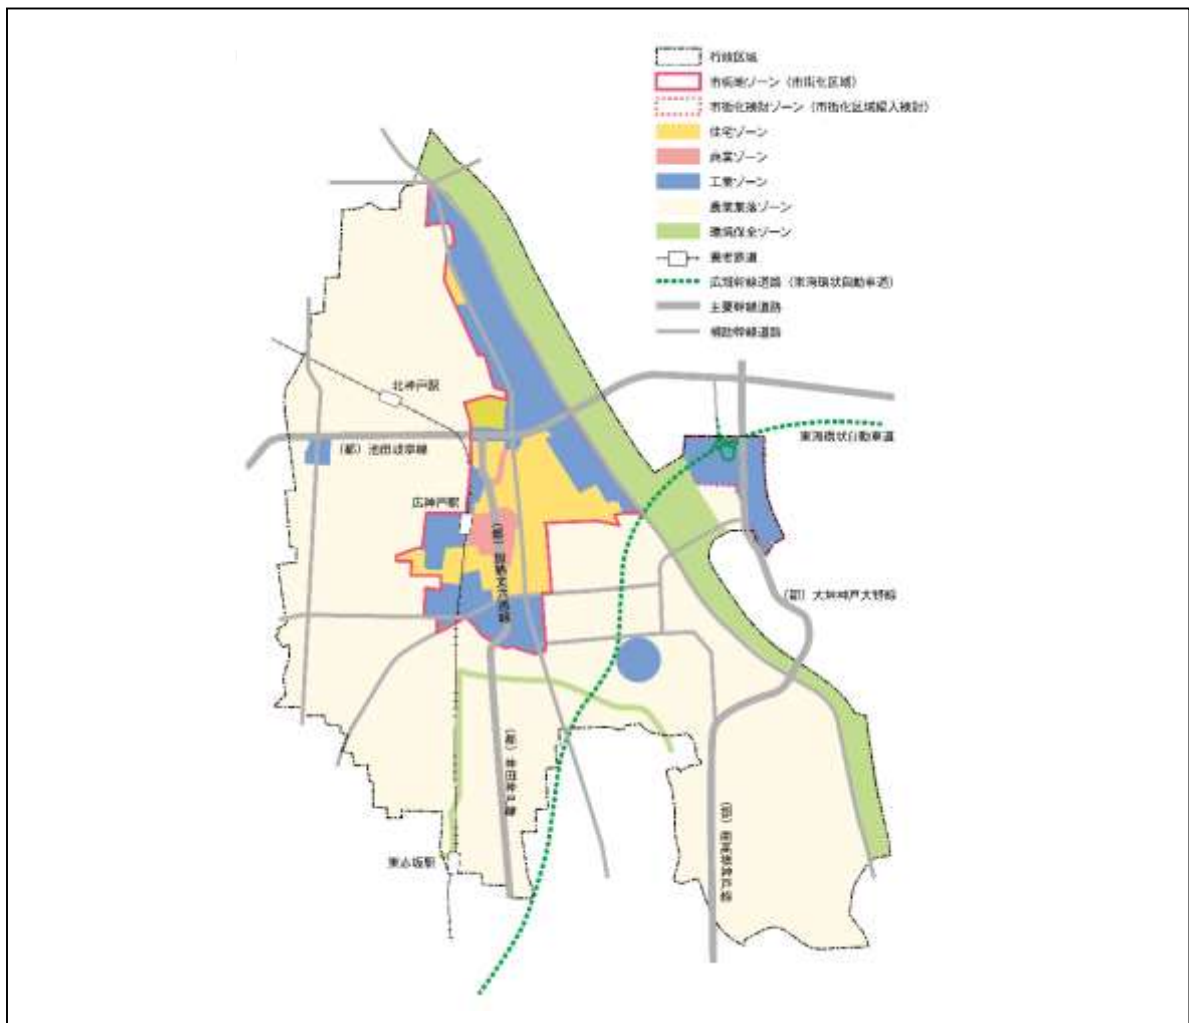 行政区域
市街地ゾーン（市街化区域）
市街化検討ゾーン（市街化区域編入検討）
住宅ゾーン
商業ゾーン
工業ゾーン
農業集落ゾーン
環境保全ゾーン
養老鉄道
広域幹線道路（東海環状自動車道）
主要幹線道路
補助幹線道路
北神戸駅
東海環状自動車道
（都）池田岐阜線
広神戸駅
（都）大垣神戸大野線
東赤坂駅